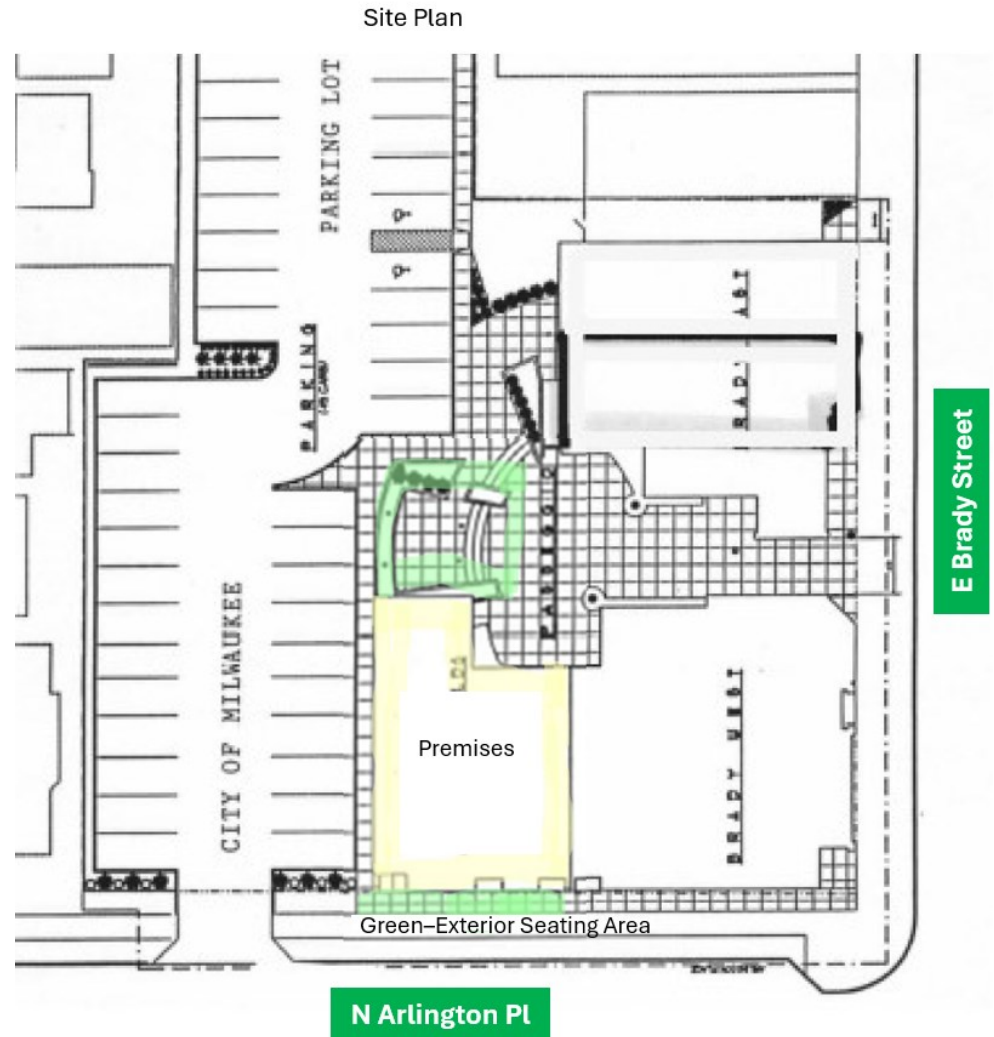 Site Plan
PARKING LOT
PARKING
E Brady Street
CITY OF MILWAUKEE
Premises
BRADY WEST
Green–Exterior Seating Area
N Arlington Pl